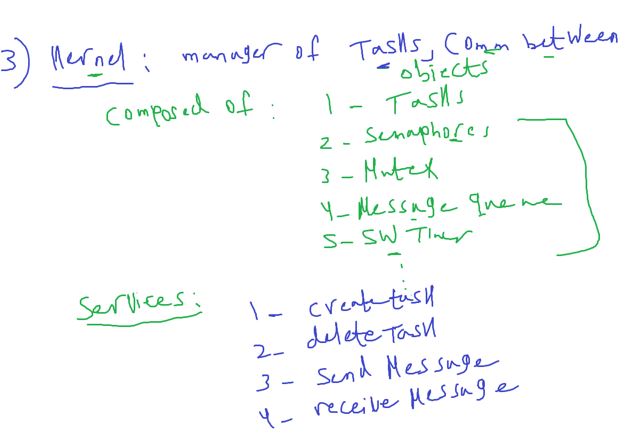 3) Kernel : manager of Tasks, Comm between
objects
Composed of : 1 - Tasks
2 - Semaphores
3 - Mutex
4 - Message queue
5 - SW Timer
Services : 1 - create task
2 - delete Task
3 - Send Message
4 - receive Message